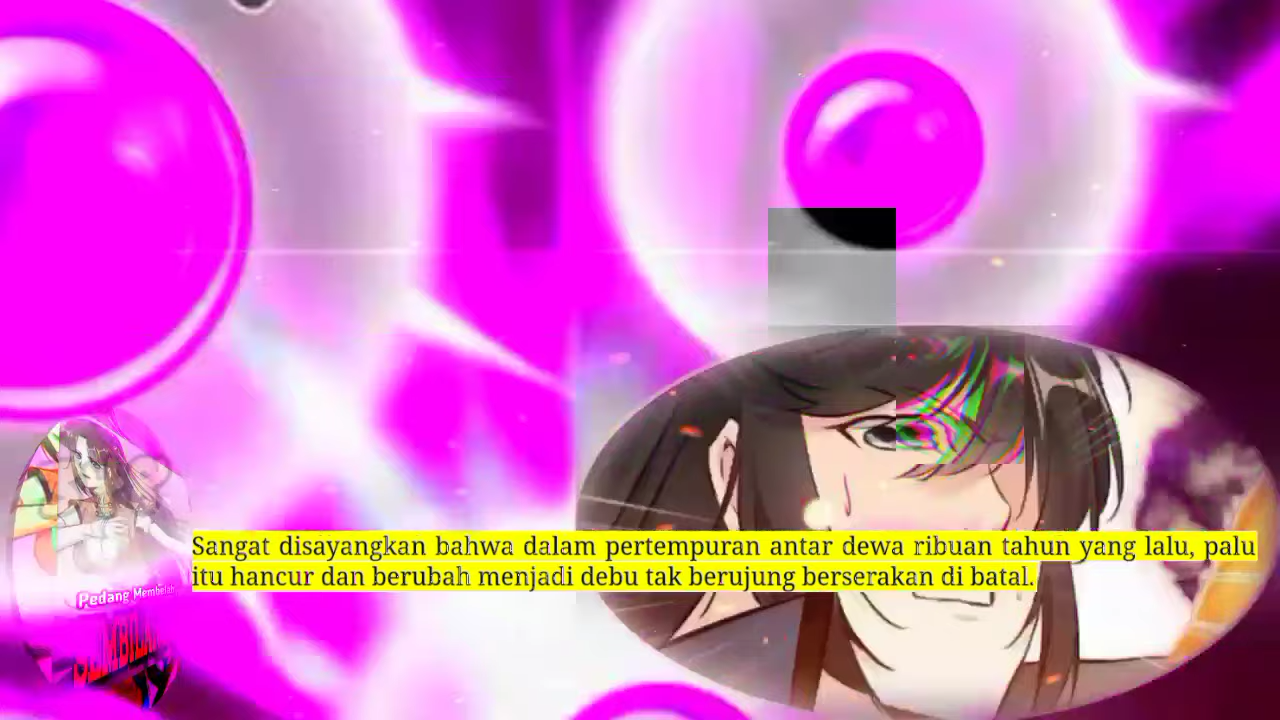 Sangat disayangkan bahwa dalam pertempuran antar dewa ribuan tahun yang lalu, palu
itu hancur dan berubah menjadi debu tak berujung berserakan di batal.
Pedang Membelah